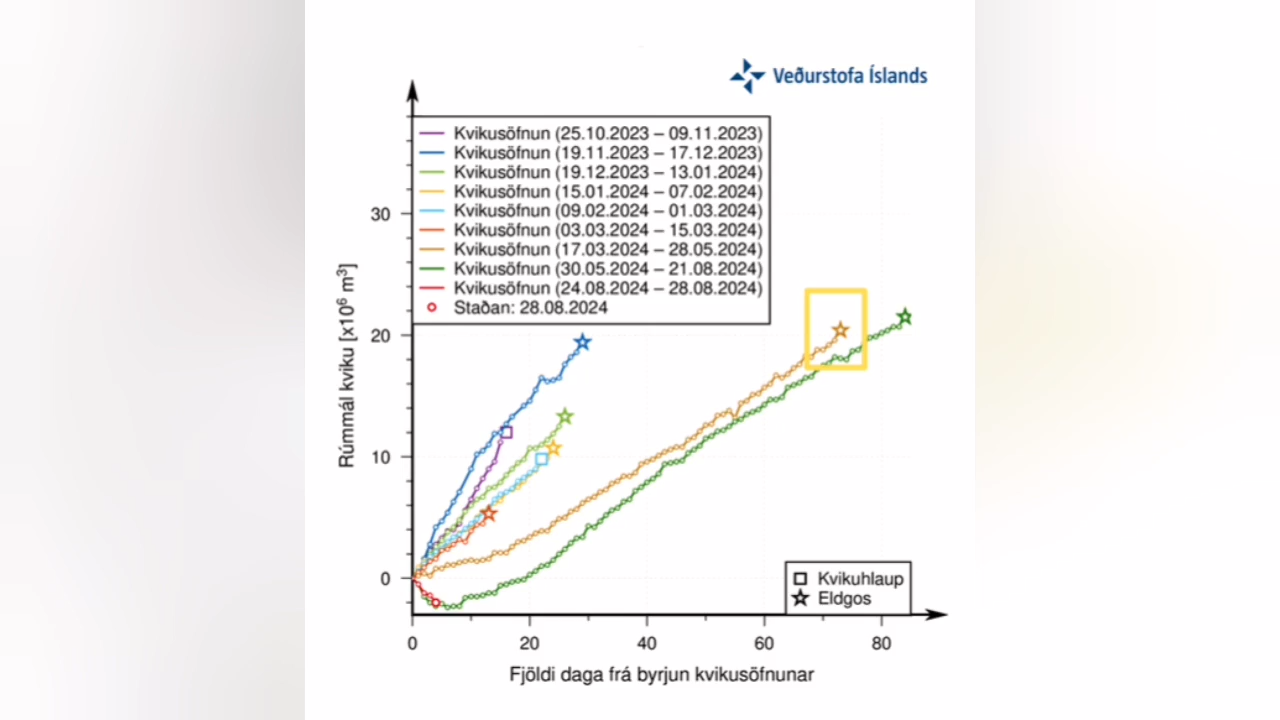 Veðurstofa Íslands
Kvikusöfnun (25.10.2023 – 09.11.2023)
Kvikusöfnun (19.11.2023 – 17.12.2023)
Kvikusöfnun (19.12.2023 – 13.01.2024)
Kvikusöfnun (15.01.2024 – 07.02.2024)
Kvikusöfnun (09.02.2024 – 01.03.2024)
Kvikusöfnun (03.03.2024 – 15.03.2024)
Kvikusöfnun (17.03.2024 – 28.05.2024)
Kvikusöfnun (30.05.2024 – 21.08.2024)
Kvikusöfnun (24.08.2024 – 28.08.2024)
Staðan: 28.08.2024
Rúmmál kviku [x10⁶ m³]
30
20
10
0
Kvikuhlaup
Eldgos
0 20 40 60 80
Fjöldi daga frá byrjun kvikusöfnunar